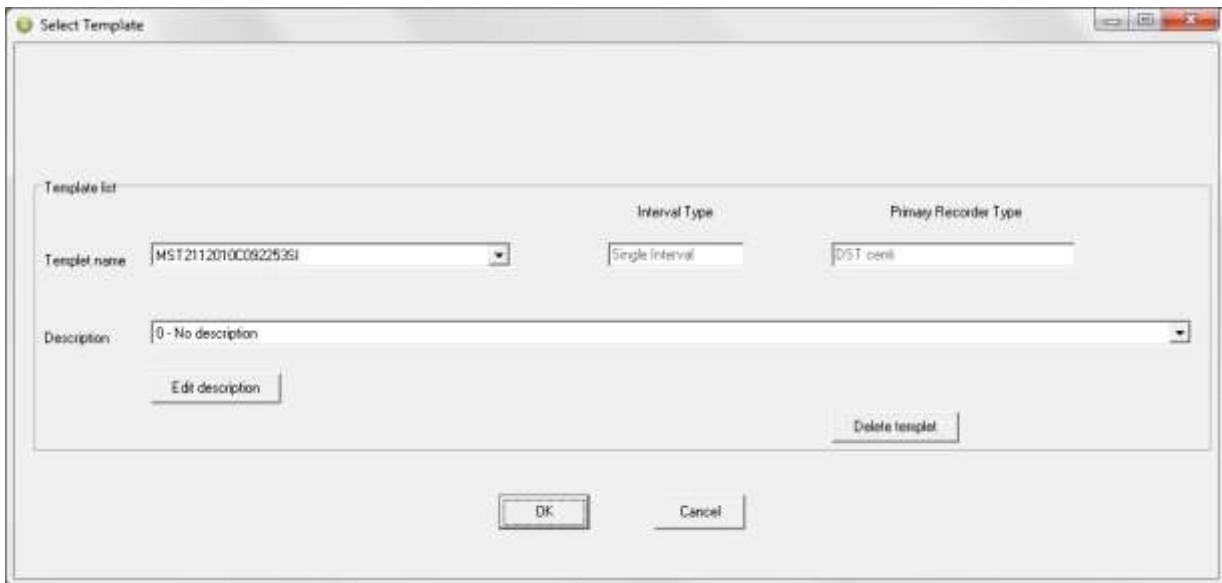 Select Template
Template list
Interval Type Primary Recorder Type
Templet name MST2112010C092253SI Single Interval DST centi
Description 0 - No description
Edit description
Delete templet
OK Cancel